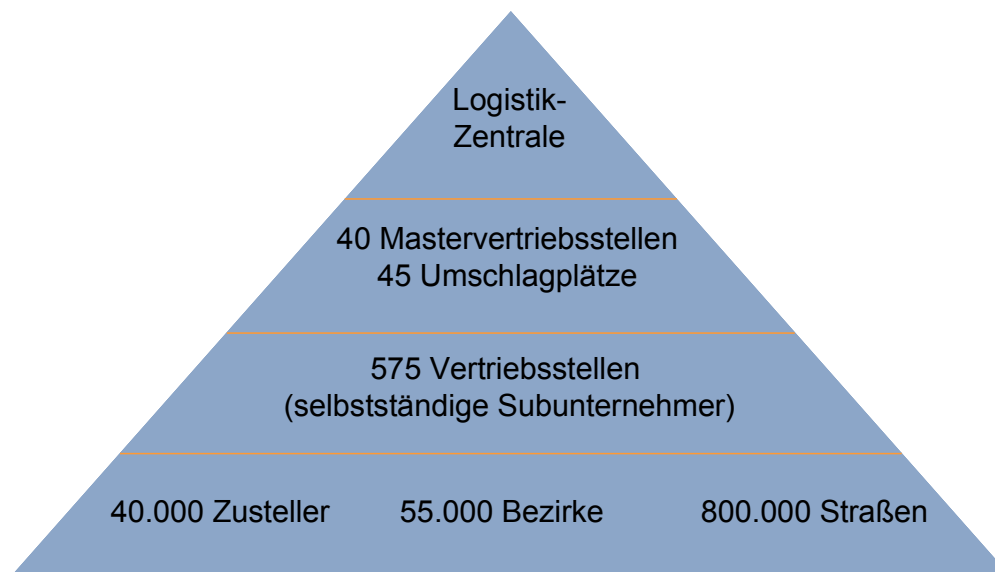 Logistik-
Zentrale
40 Mastervertriebsstellen
45 Umschlagplätze
575 Vertriebsstellen
(selbstständige Subunternehmer)
40.000 Zusteller 55.000 Bezirke 800.000 Straßen